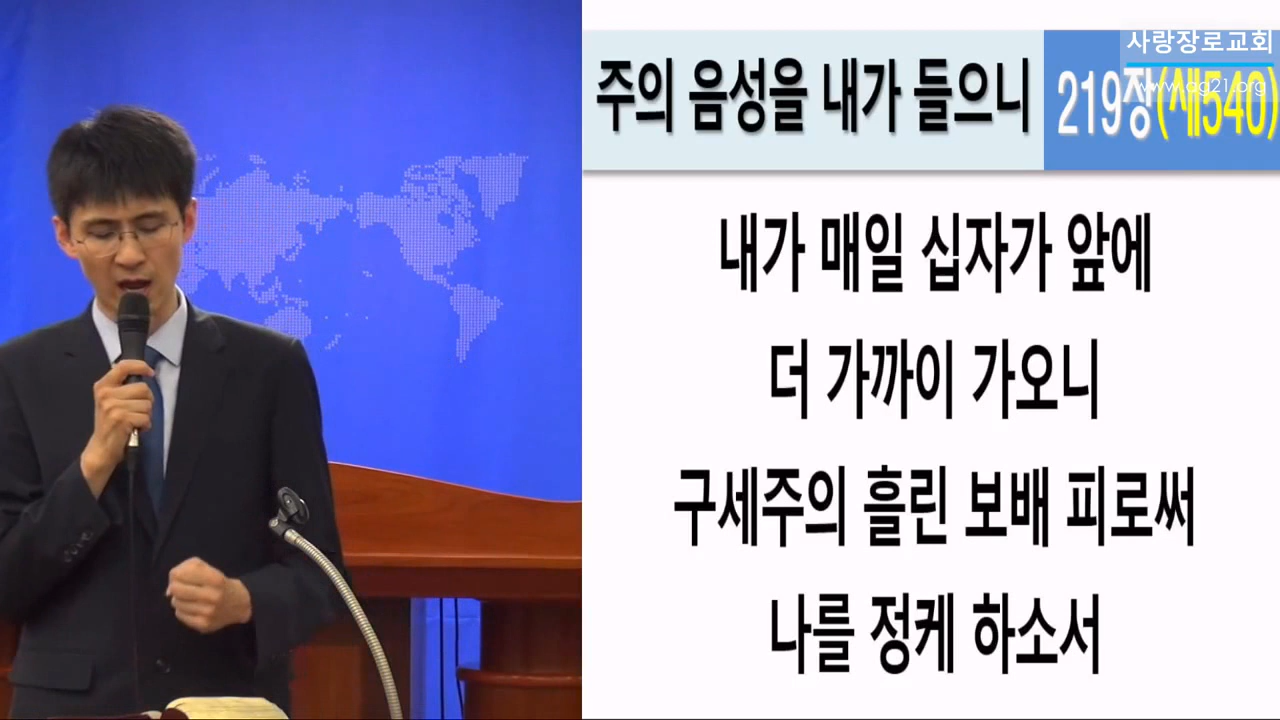 사랑장로교회
www.ag21.org
주의 음성을 내가 들으니
219장(새540)
내가 매일 십자가 앞에
더 가까이 가오니
구세주의 흘린 보배 피로써
나를 정케 하소서